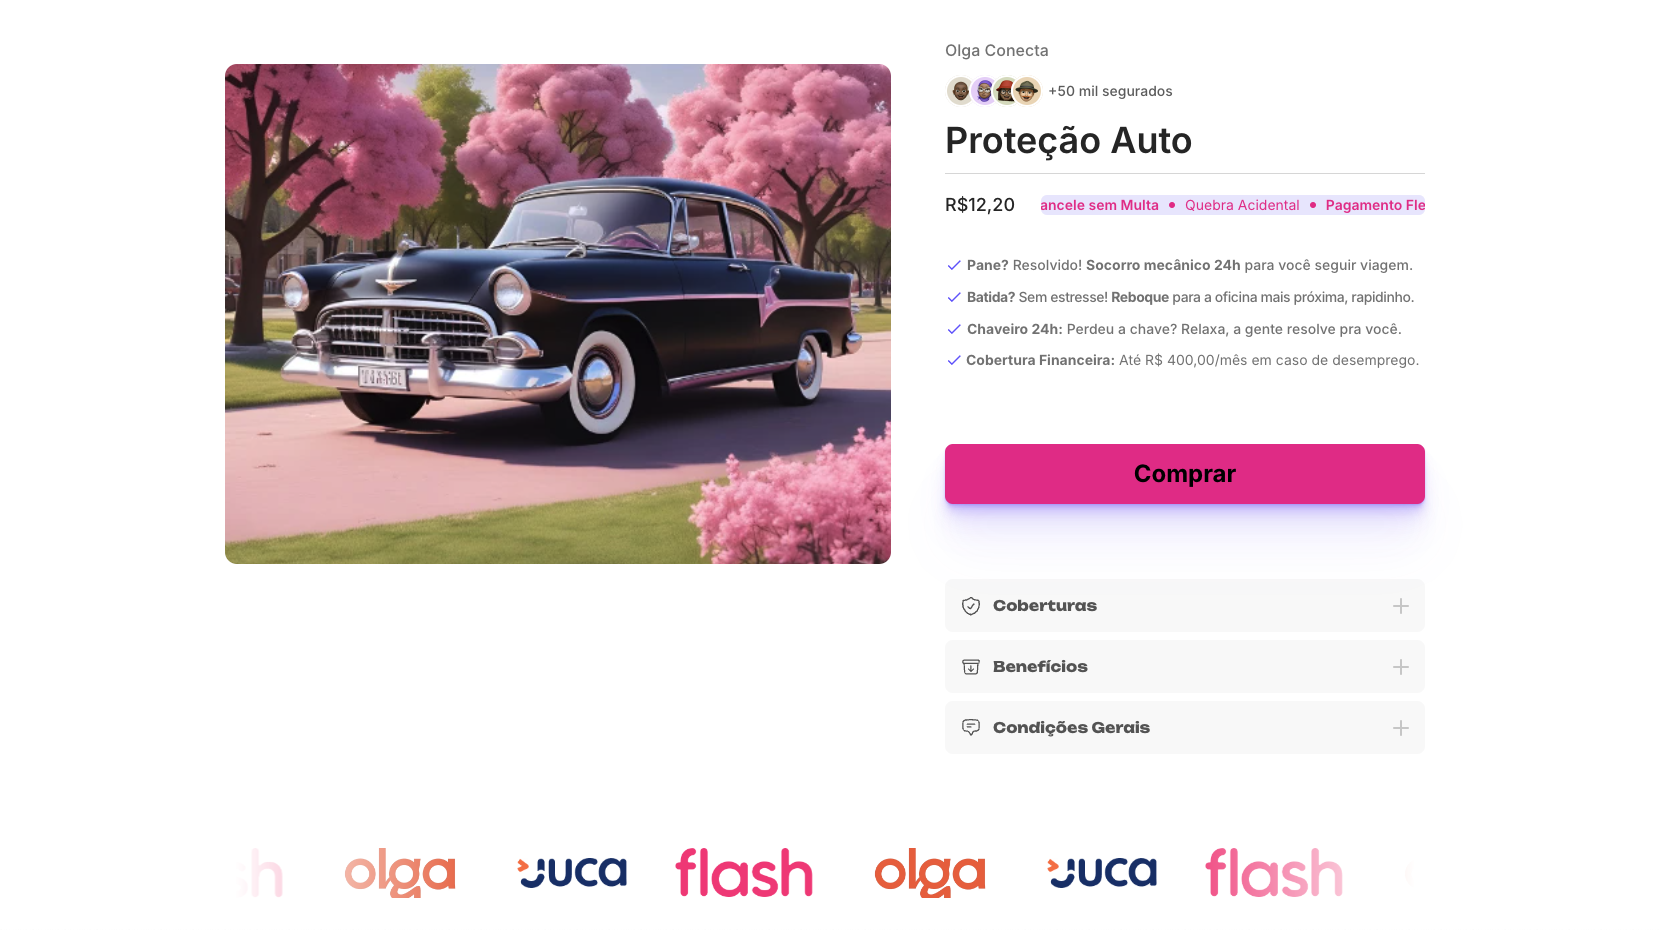 Olga Conecta
+50 mil segurados
Proteção Auto
R$12,20
ancele sem Multa • Quebra Acidental • Pagamento Fle
Pane? Resolvido! Socorro mecânico 24h para você seguir viagem.
Batida? Sem estresse! Reboque para a oficina mais próxima, rapidinho.
Chaveiro 24h: Perdeu a chave? Relaxa, a gente resolve pra você.
Cobertura Financeira: Até R$ 400,00/mês em caso de desemprego.
Comprar
Coberturas
Benefícios
Condições Gerais
sh olga juca flash olga juca flash